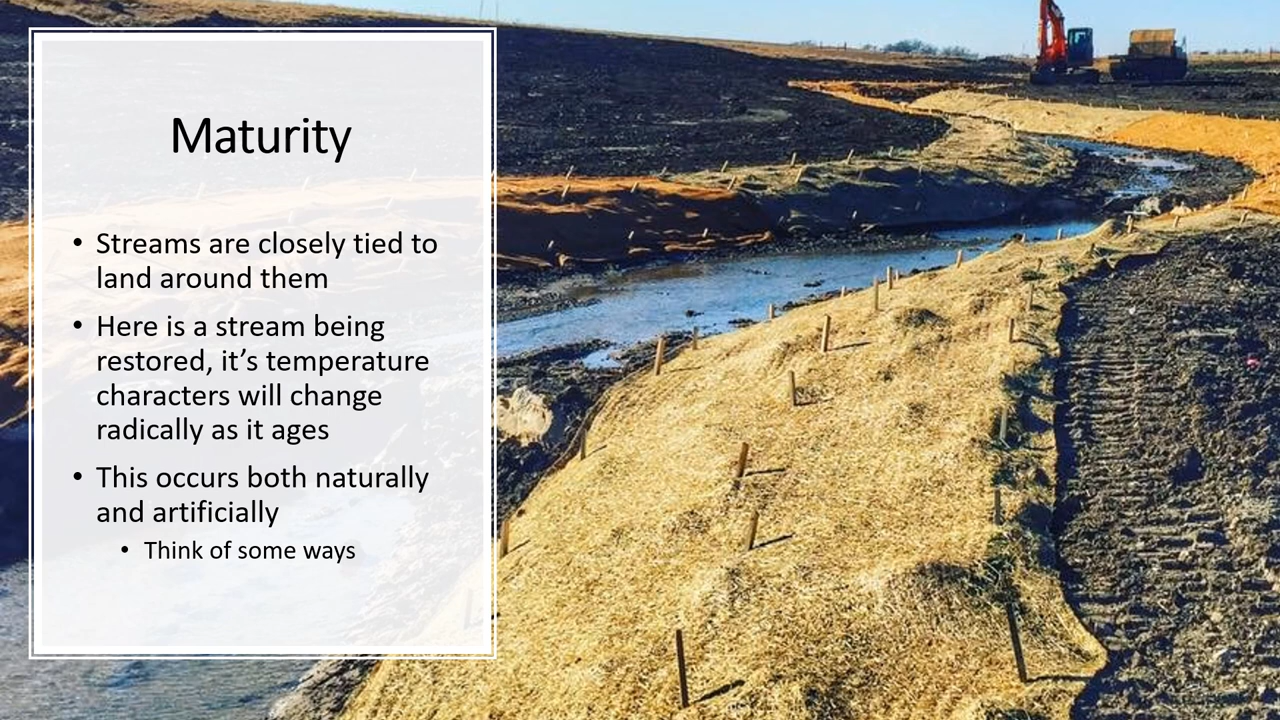 Maturity
• Streams are closely tied to
land around them
• Here is a stream being
restored, it’s temperature
characters will change
radically as it ages
• This occurs both naturally
and artificially
• Think of some ways